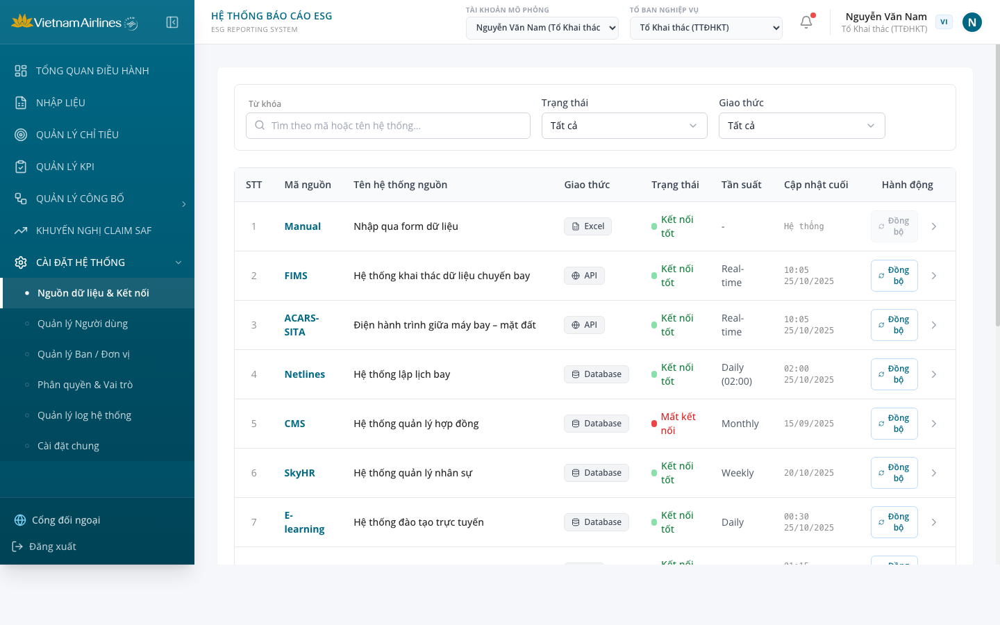 Vietnam Airlines
HỆ THỐNG BÁO CÁO ESG
ESG REPORTING SYSTEM
TÀI KHOẢN MÔ PHỎNG
Nguyễn Văn Nam (Tổ Khai thác
TỔ BAN NGHIỆP VỤ
Tổ Khai thác (TTĐHKT)
Nguyễn Văn Nam
Tổ Khai thác (TTĐHKT)
VI
N
TỔNG QUAN ĐIỀU HÀNH
NHẬP LIỆU
QUẢN LÝ CHỈ TIÊU
QUẢN LÝ KPI
QUẢN LÝ CÔNG BỐ
KHUYẾN NGHỊ CLAIM SAF
CÀI ĐẶT HỆ THỐNG
Nguồn dữ liệu & Kết nối
Quản lý Người dùng
Quản lý Ban / Đơn vị
Phân quyền & Vai trò
Quản lý log hệ thống
Cài đặt chung
Cổng đối ngoại
Đăng xuất
Từ khóa
Tìm theo mã hoặc tên hệ thống...
Trạng thái
Tất cả
Giao thức
Tất cả
STT Mã nguồn Tên hệ thống nguồn Giao thức Trạng thái Tần suất Cập nhật cuối Hành động
1 Manual Nhập qua form dữ liệu Excel Kết nối tốt - Hệ thống Đồng bộ
2 FIMS Hệ thống khai thác dữ liệu chuyến bay API Kết nối tốt Real-time 10:05 25/10/2025 Đồng bộ
3 ACARS-SITA Điện hành trình giữa máy bay – mặt đất API Kết nối tốt Real-time 10:05 25/10/2025 Đồng bộ
4 Netlines Hệ thống lập lịch bay Database Kết nối tốt Daily (02:00) 02:00 25/10/2025 Đồng bộ
5 CMS Hệ thống quản lý hợp đồng Database Mất kết nối Monthly 15/09/2025 Đồng bộ
6 SkyHR Hệ thống quản lý nhân sự Database Kết nối tốt Weekly 20/10/2025 Đồng bộ
7 E-learning Hệ thống đào tạo trực tuyến Database Kết nối tốt Daily 00:30 25/10/2025 Đồng bộ